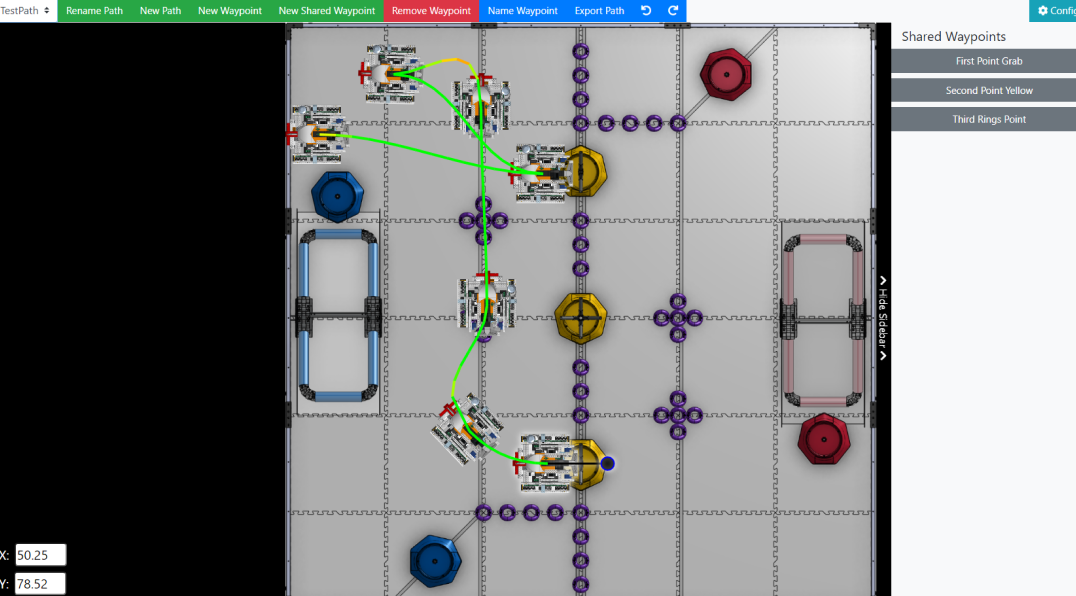 TestPath Rename Path New Path New Waypoint New Shared Waypoint Remove Waypoint Name Waypoint Export Path Config
Shared Waypoints
First Point Grab
Second Point Yellow
Third Rings Point
Hide Sidebar
X: 50.25
Y: 78.52